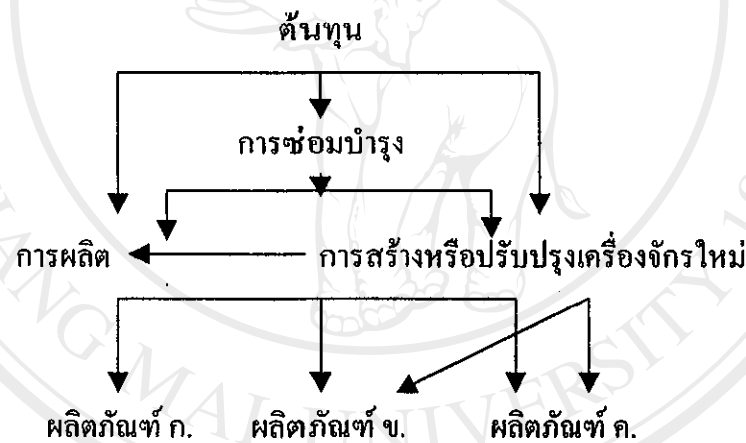 ต้นทุน
การซ่อมบำรุง
การผลิต การสร้างหรือปรับปรุงเครื่องจักรใหม่
ผลิตภัณฑ์ ก. ผลิตภัณฑ์ ข. ผลิตภัณฑ์ ค.
MAI UNIVERSITY